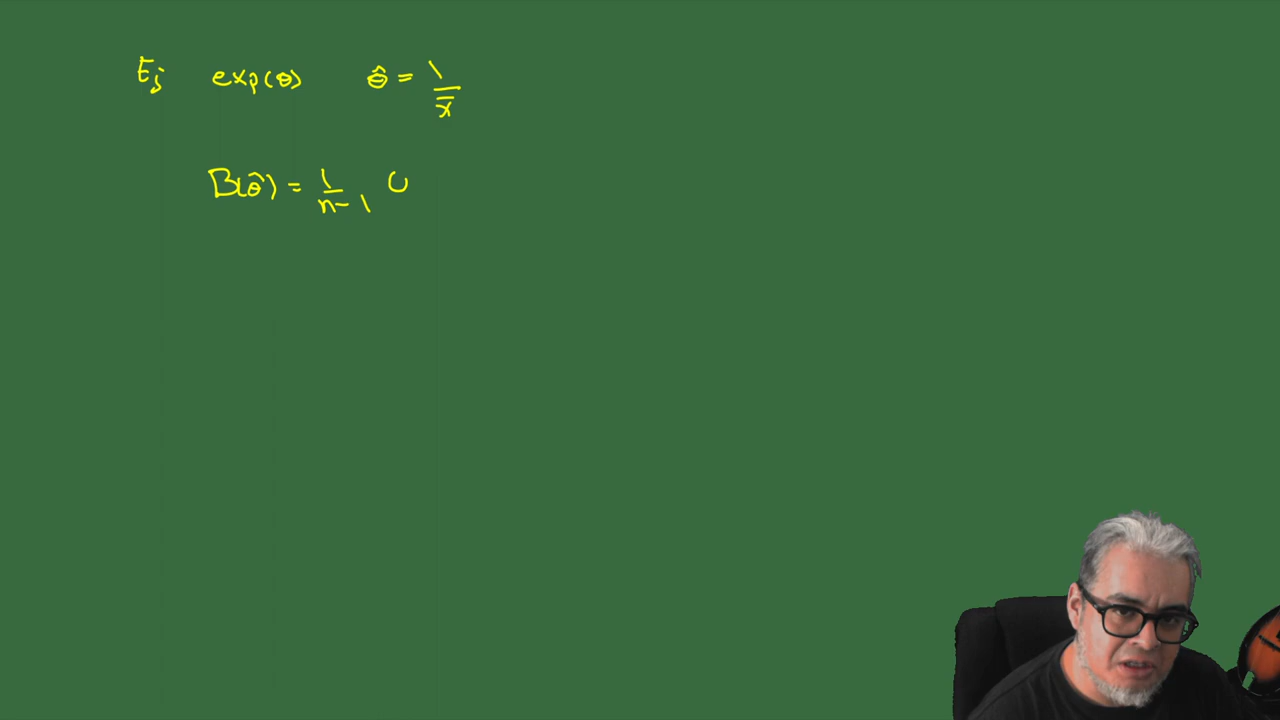 Ej exp(θ) θ̂ = 1/x̄
B(θ̂) = 1/n-1